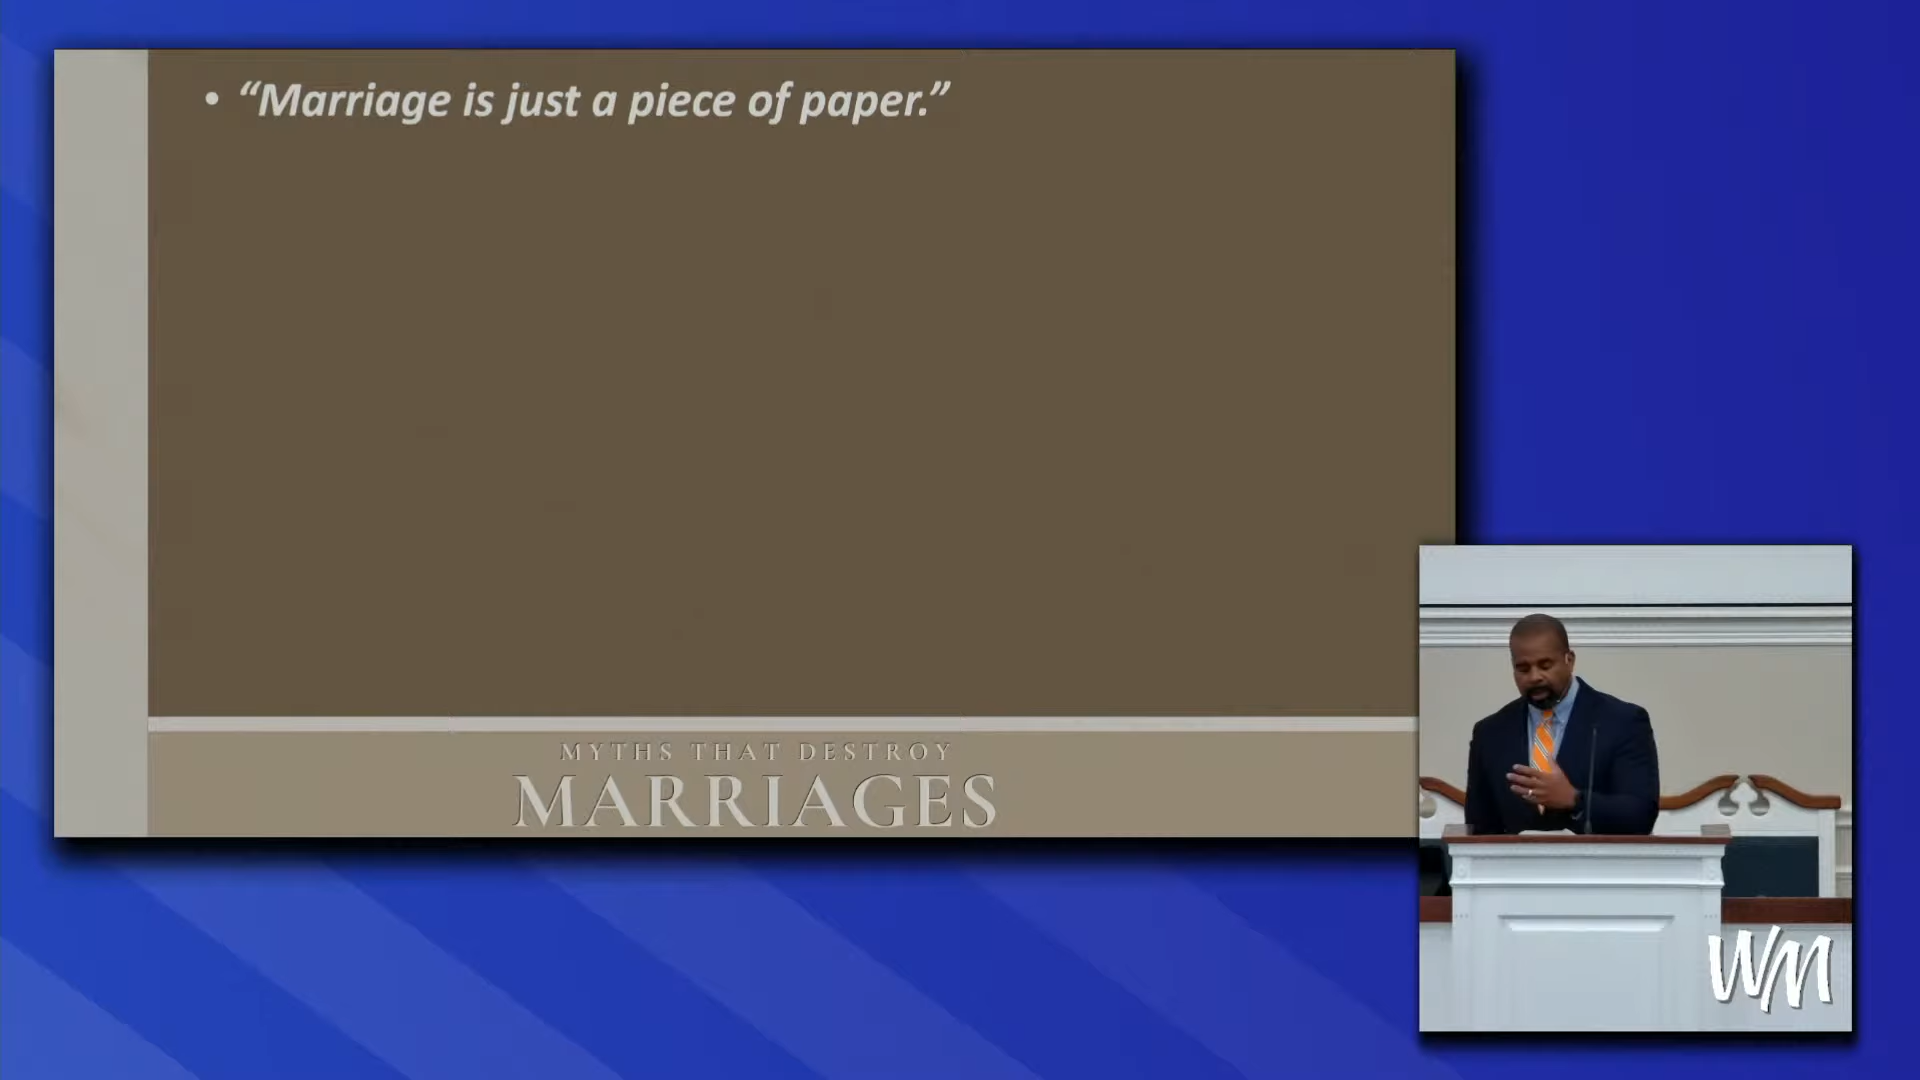 • “Marriage is just a piece of paper.”
MYTHS THAT DESTROY
MARRIAGES
WM